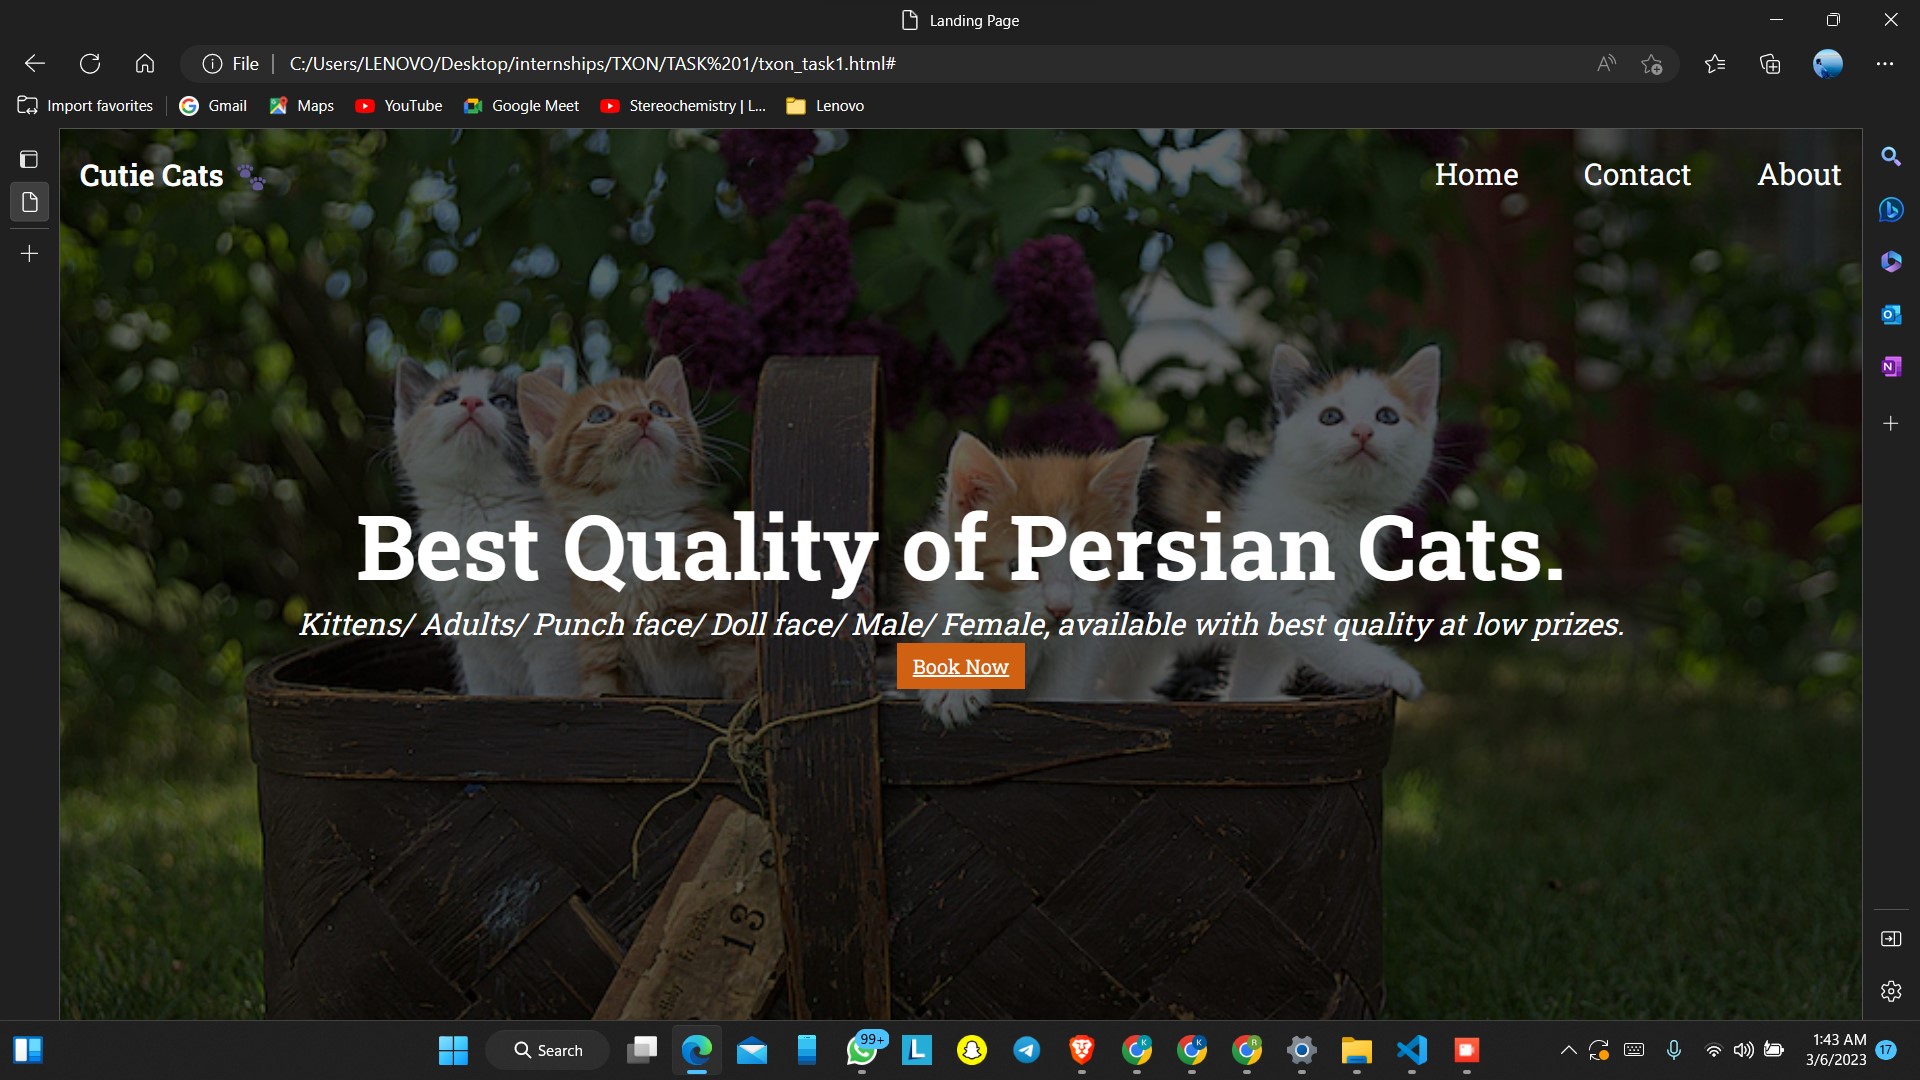 Landing Page
File
C:/Users/LENOVO/Desktop/internships/TXON/TASK%201/txon_task1.html#
Import favorites
Gmail
Maps
YouTube
Google Meet
Stereochemistry | L...
Lenovo
Cutie Cats
Home
Contact
About
Best Quality of Persian Cats.
Kittens/ Adults/ Punch face/ Doll face/ Male/ Female, available with best quality at low prizes.
Book Now
13
Search
99+
1:43 AM
3/6/2023
17